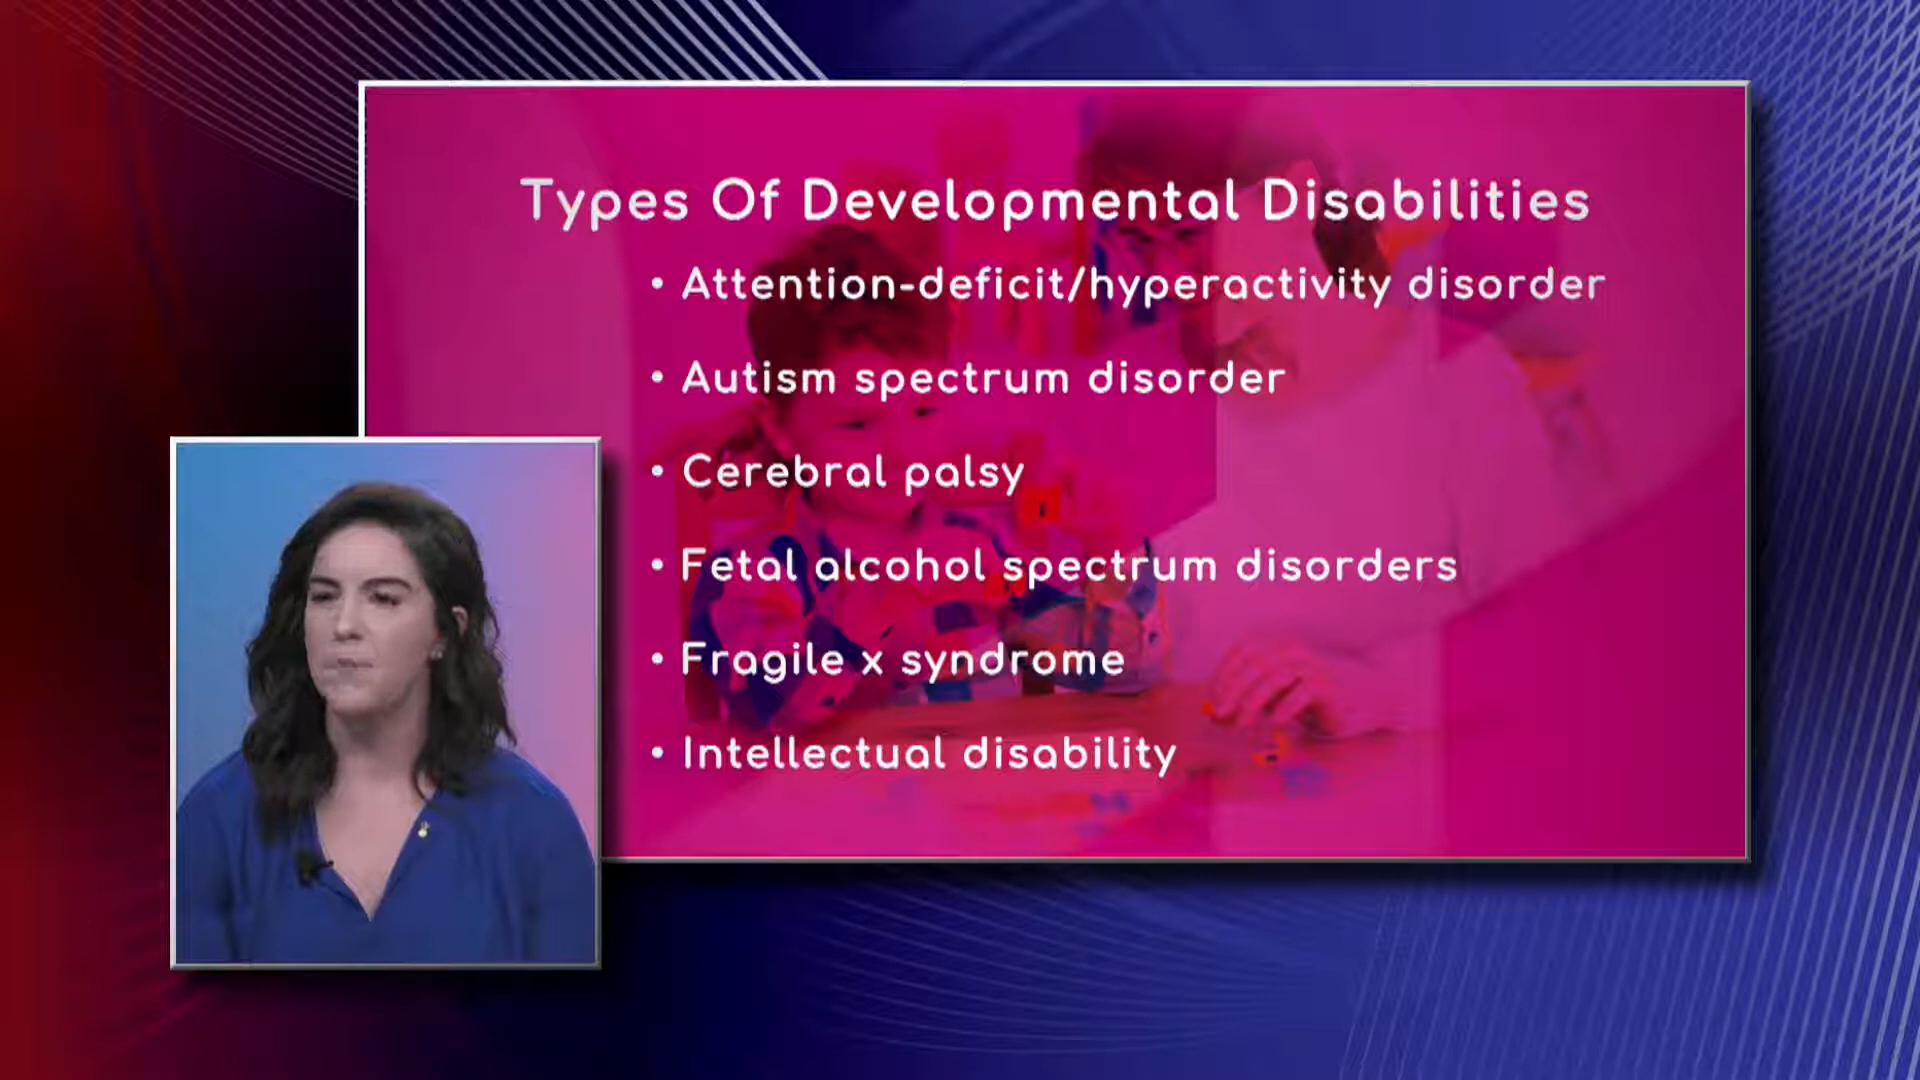 Types Of Developmental Disabilities
• Attention-deficit/hyperactivity disorder
• Autism spectrum disorder
• Cerebral palsy
• Fetal alcohol spectrum disorders
• Fragile x syndrome
• Intellectual disability